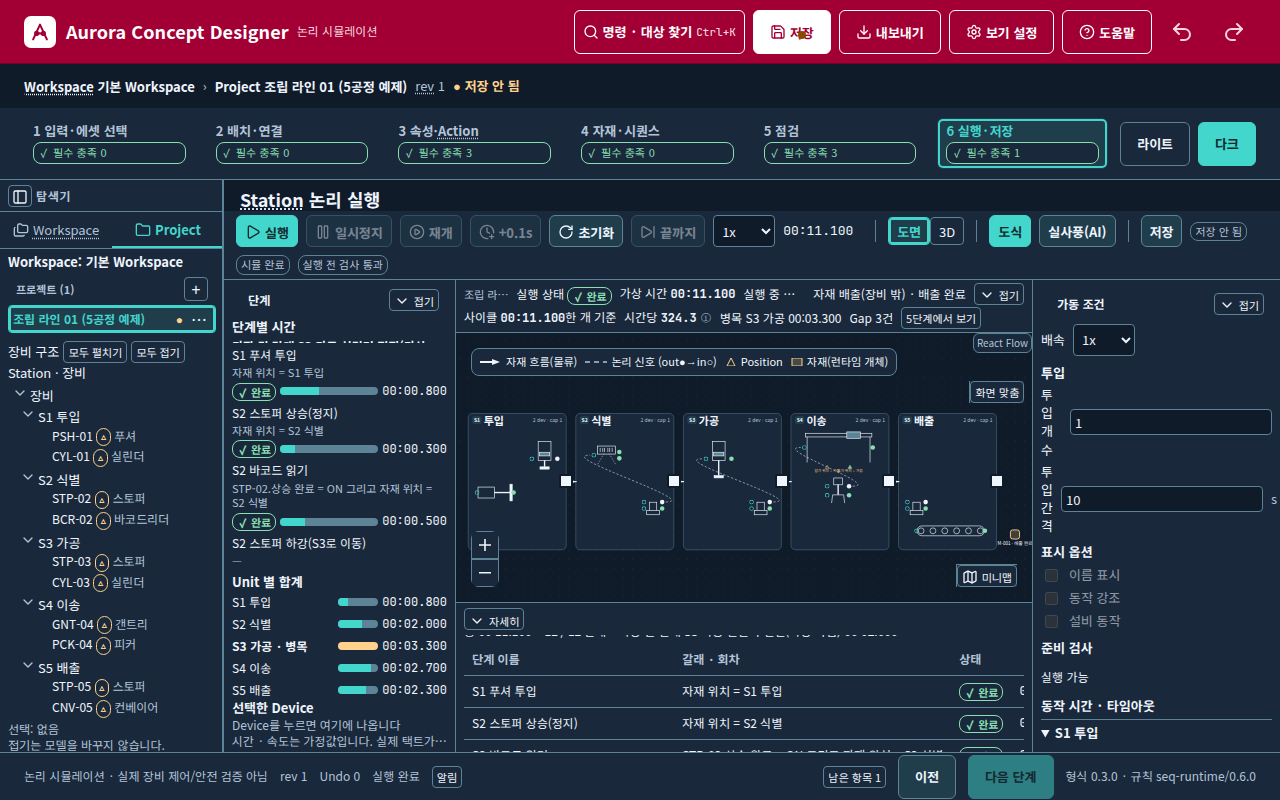 Aurora Concept Designer 논리 시뮬레이션
명령 · 대상 찾기 Ctrl+K
저장
내보내기
보기 설정
도움말
Workspace 기본 Workspace › Project 조립 라인 01 (5공정 예제) rev 1 ● 저장 안 됨
1 입력·에셋 선택
✓ 필수 충족 0
2 배치·연결
✓ 필수 충족 0
3 속성·Action
✓ 필수 충족 3
4 자재·시퀀스
✓ 필수 충족 0
5 점검
✓ 필수 충족 3
6 실행·저장
✓ 필수 충족 1
라이트
다크
탐색기
Workspace
Project
Workspace: 기본 Workspace
프로젝트 (1)
+
조립 라인 01 (5공정 예제) ● ···
장비 구조 모두 펼치기 모두 접기
Station · 장비
장비
S1 투입
PSH-01 푸셔
CYL-01 실린더
S2 식별
STP-02 스토퍼
BCR-02 바코드리더
S3 가공
STP-03 스토퍼
CYL-03 실린더
S4 이송
GNT-04 갠트리
PCK-04 피커
S5 배출
STP-05 스토퍼
CNV-05 컨베이어
선택: 없음
접기는 모델을 바꾸지 않습니다.
Station 논리 실행
실행
일시정지
재개
+0.1s
초기화
끝까지
1x
00:11.100
도면
3D
도식
실사풍(AI)
저장
저장 안 됨
시뮬 완료
실행 전 검사 통과
단계
접기
단계별 시간
S1 푸셔 투입
자재 위치 = S1 투입
✓ 완료 00:00.800
S2 스토퍼 상승(정지)
자재 위치 = S2 식별
✓ 완료 00:00.300
S2 바코드 읽기
STP-02.상승 완료 = ON 그리고 자재 위치 =
S2 식별
✓ 완료 00:00.500
S2 스토퍼 하강(S3로 이동)
—
Unit 별 합계
S1 투입 00:00.800
S2 식별 00:02.000
S3 가공 · 병목 00:03.300
S4 이송 00:02.700
S5 배출 00:02.300
선택한 Device
Device를 누르면 여기에 나옵니다
시간 · 속도는 가정값입니다. 실제 택트가···
조립 라··· 실행 상태 ✓ 완료 가상 시간 00:11.100 실행 중 ··· 자재 배출(장비 밖) · 배출 완료 접기
사이클 00:11.100한 개 기준 시간당 324.3 ⓘ 병목 S3 가공 00:03.300 Gap 3건 5단계에서 보기
React Flow
자재 흐름(물류) 논리 신호 (out●→in○) Position 자재(런타임 개체)
화면 맞춤
S1 투입 2 dev · cap 1
S2 식별 2 dev · cap 1
S3 가공 2 dev · cap 1
S4 이송 2 dev · cap 1
S5 배출 2 dev · cap 1
+
−
미니맵
자세히
단계 이름 갈래 · 회차 상태
S1 푸셔 투입 자재 위치 = S1 투입 ✓ 완료
S2 스토퍼 상승(정지) 자재 위치 = S2 식별 ✓ 완료
가동 조건
접기
배속 1x
투입
투입 개수 1
투입 간격 10 s
표시 옵션
이름 표시
동작 강조
설비 동작
준비 검사
실행 가능
동작 시간 · 타임아웃
▼ S1 투입
논리 시뮬레이션 · 실제 장비 제어/안전 검증 아님 rev 1 Undo 0 실행 완료 알림
남은 항목 1
이전
다음 단계
형식 0.3.0 · 규칙 seq-runtime/0.6.0